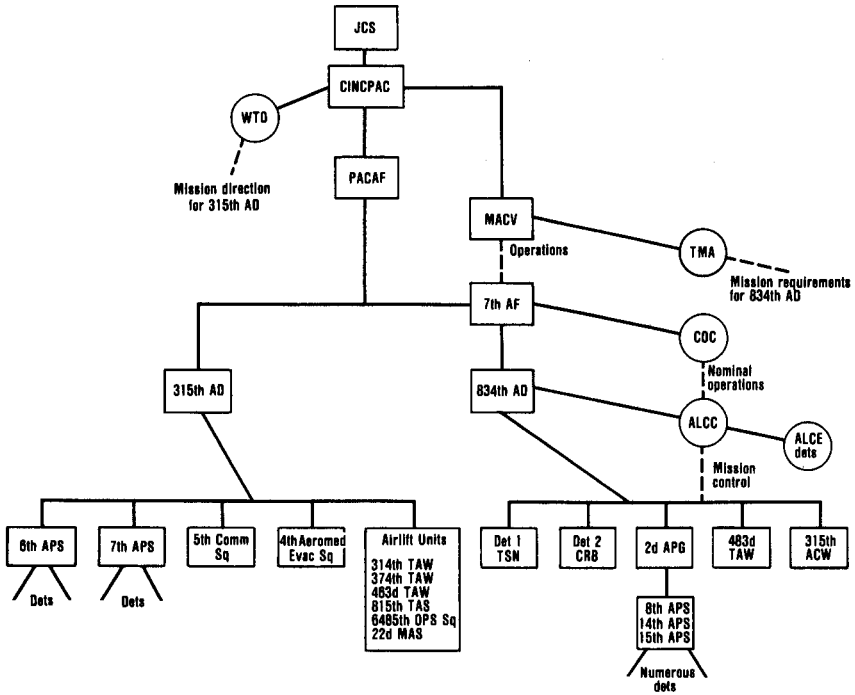 JCS
CINCPAC
WTO
Mission direction
for 315th AD
PACAF
MACV
Operations
TMA
Mission requirements
for 834th AD
7th AF
COC
Nominal
operations
315th AD
834th AD
ALCC
ALCE
dets
Mission
control
6th APS
7th APS
5th Comm
Sq
4th Aeromed
Evac Sq
Airlift Units
314th TAW
374th TAW
463d TAW
815th TAS
6485th OPS Sq
22d MAS
Dets
Dets
Det 1
TSN
Det 2
CRB
2d APG
483d
TAW
315th
ACW
8th APS
14th APS
15th APS
Numerous
dets